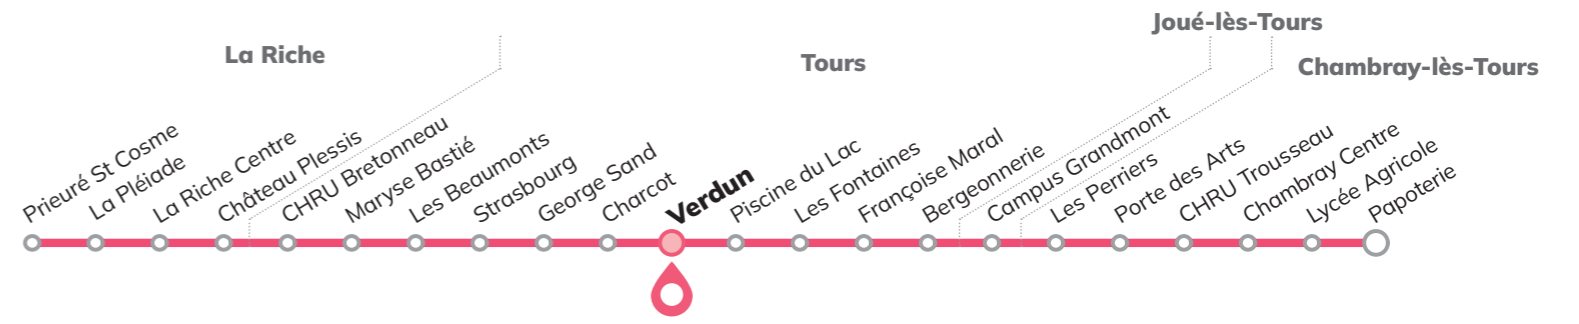 La Riche
Tours
Joué-lès-Tours
Chambray-lès-Tours
Prieuré St Cosme
La Pléiade
La Riche Centre
Château Plessis
CHRU Bretonneau
Maryse Bastié
Les Beaumonts
Strasbourg
George Sand
Charcot
Verdun
Piscine du Lac
Les Fontaines
Françoise Maral
Bergeonnerie
Campus Grandmont
Les Perriers
Porte des Arts
CHRU Trousseau
Chambray Centre
Lycée Agricole
Papoterie